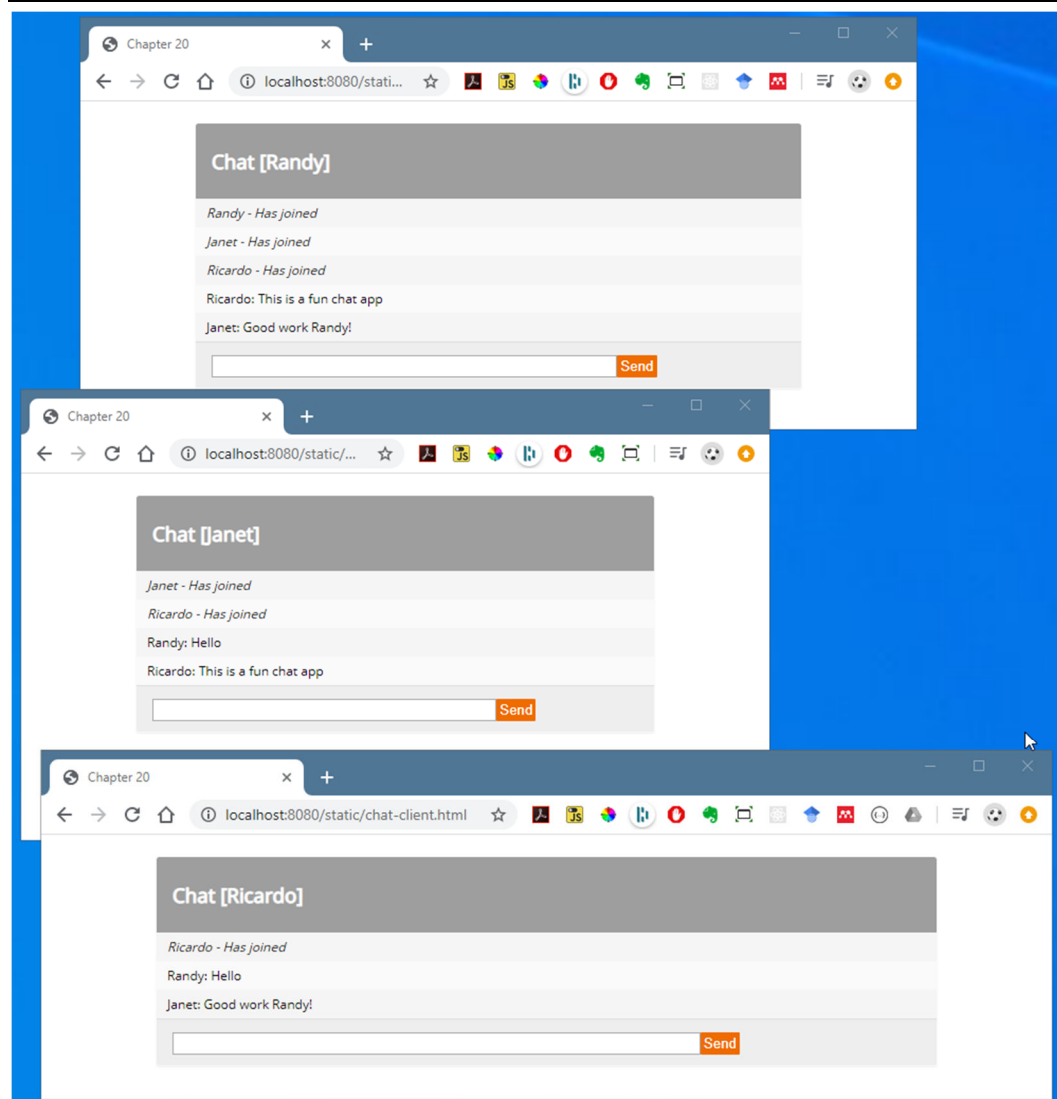 Chapter 20
localhost:8080/stati...
JS
Chat [Randy]
Randy - Has joined
Janet - Has joined
Ricardo - Has joined
Ricardo: This is a fun chat app
Janet: Good work Randy!
Send
Chapter 20
localhost:8080/static/...
JS
Chat [Janet]
Janet - Has joined
Ricardo - Has joined
Randy: Hello
Ricardo: This is a fun chat app
Send
Chapter 20
localhost:8080/static/chat-client.html
JS
Chat [Ricardo]
Ricardo - Has joined
Randy: Hello
Janet: Good work Randy!
Send